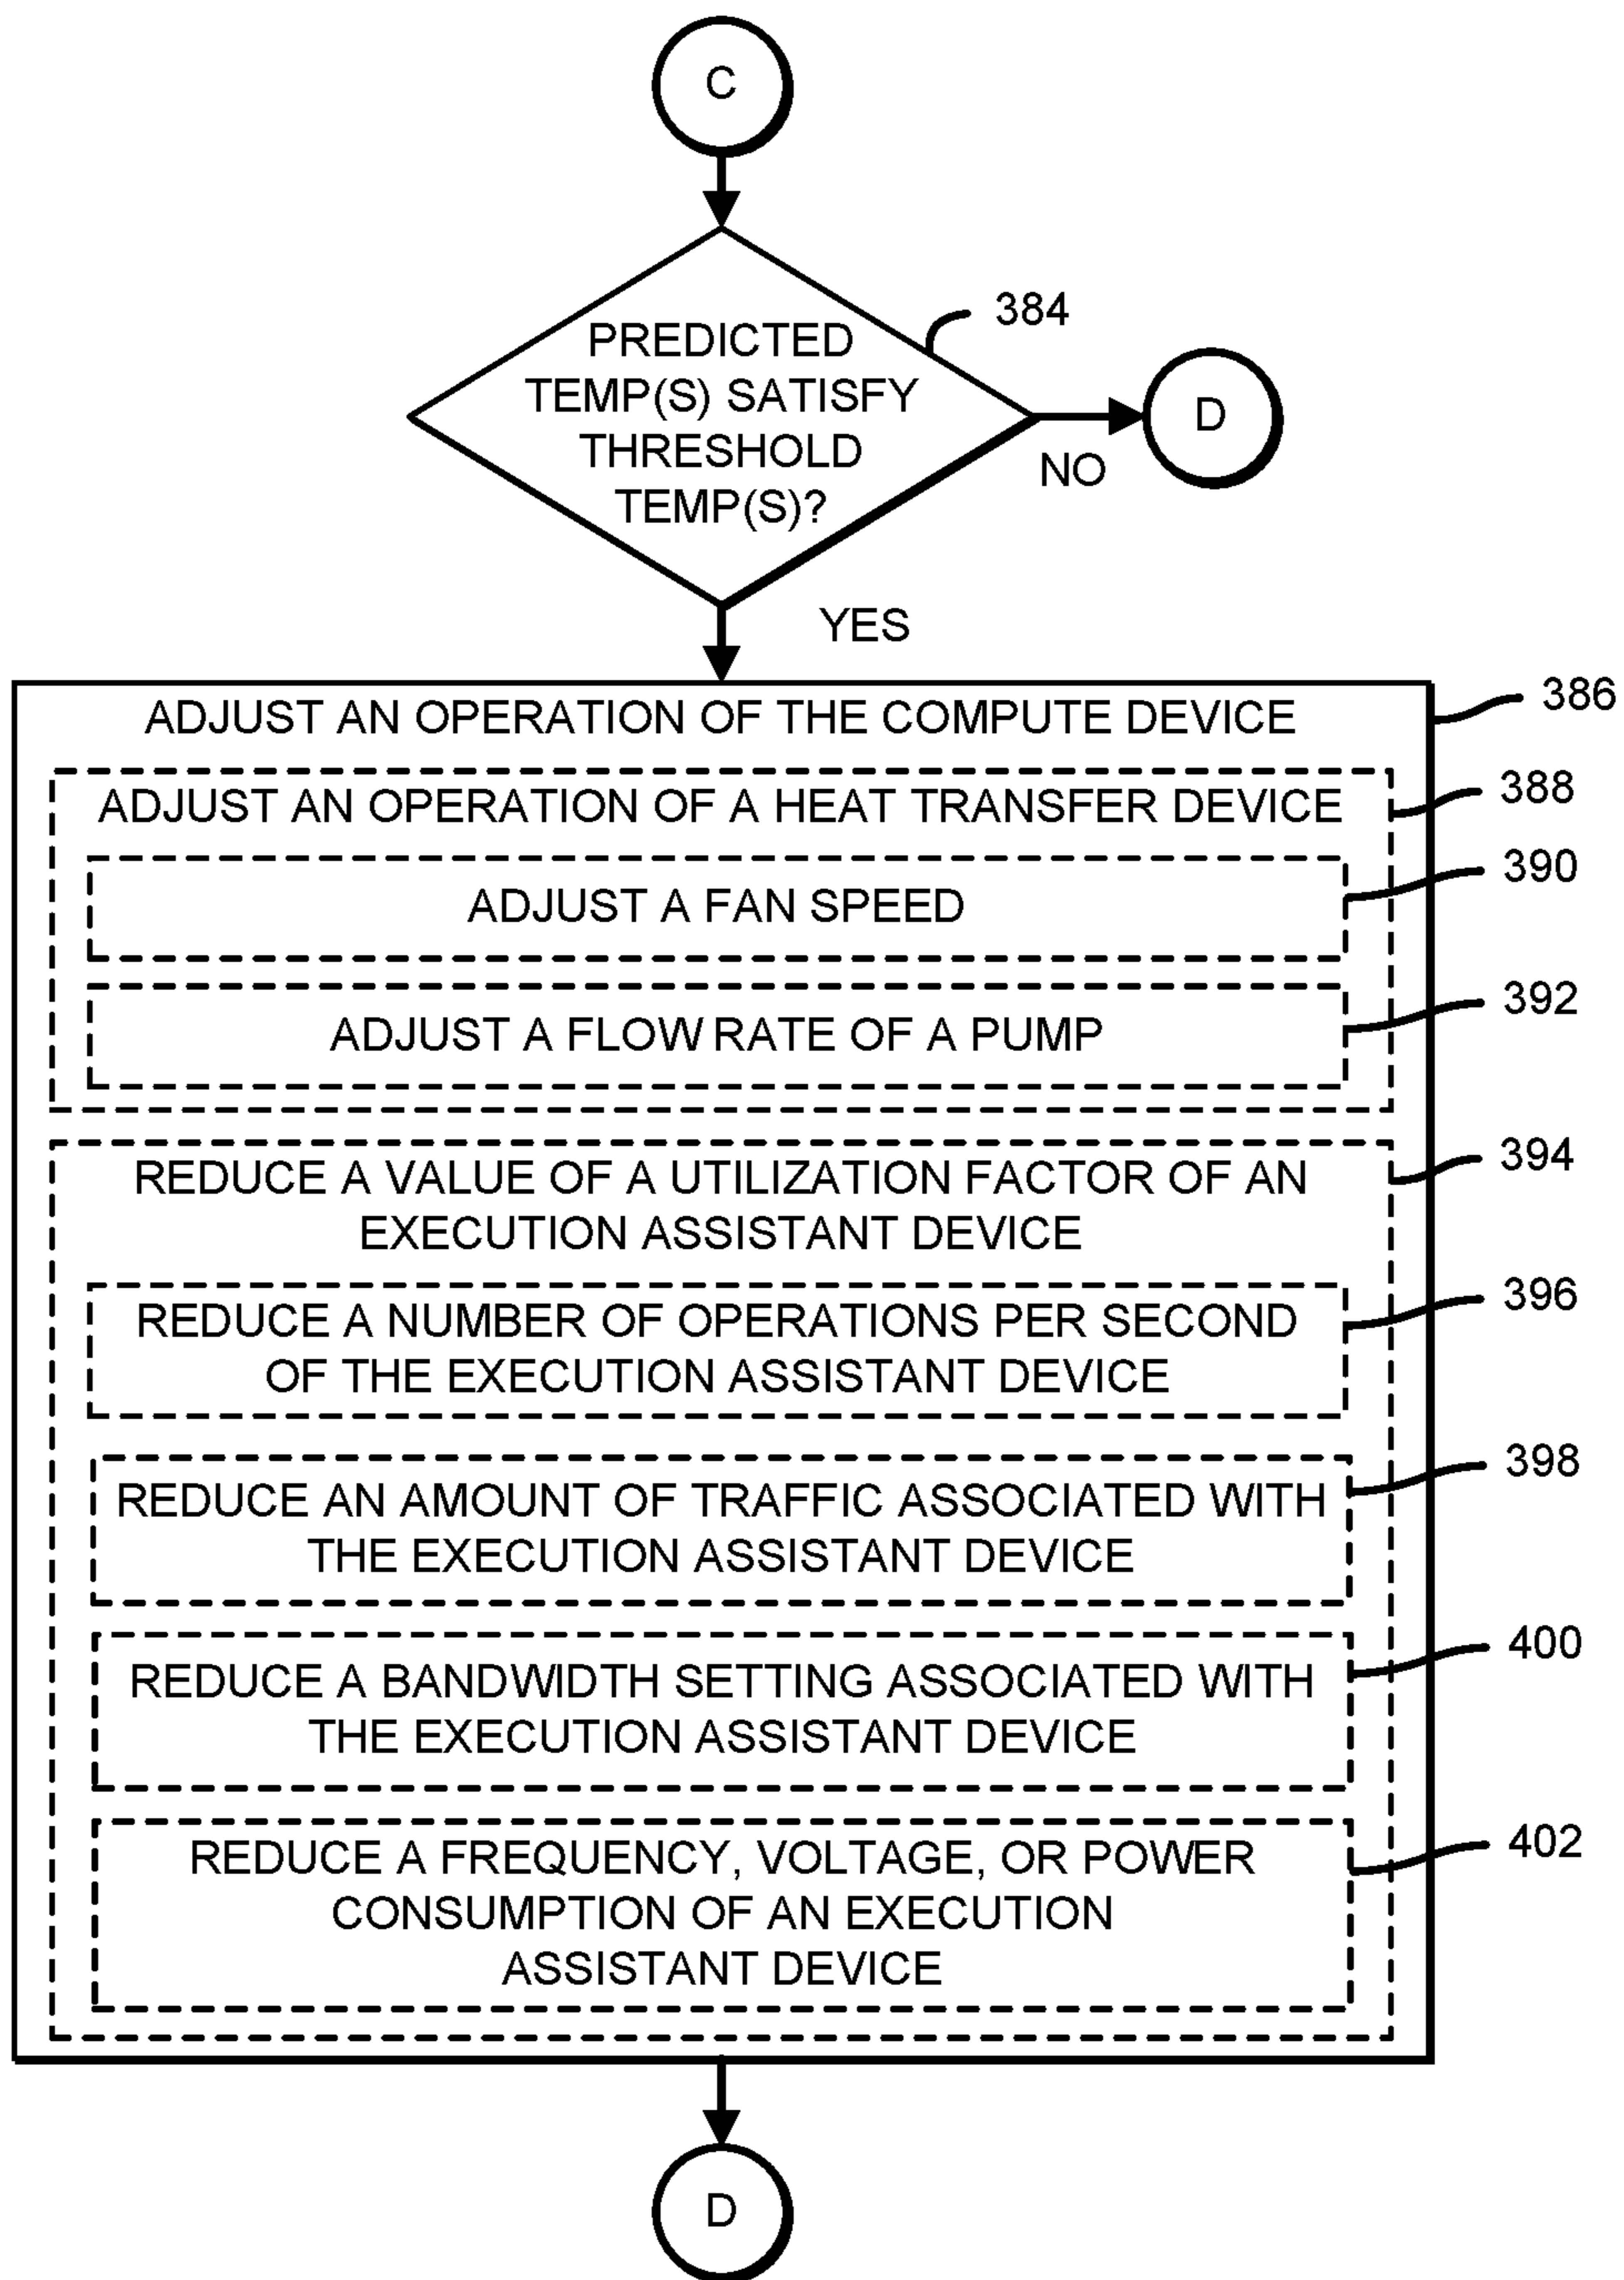 C
384
PREDICTED
TEMP(S) SATISFY
THRESHOLD
TEMP(S)?
D
NO
YES
386
ADJUST AN OPERATION OF THE COMPUTE DEVICE
388
ADJUST AN OPERATION OF A HEAT TRANSFER DEVICE
390
ADJUST A FAN SPEED
392
ADJUST A FLOW RATE OF A PUMP
394
REDUCE A VALUE OF A UTILIZATION FACTOR OF AN
EXECUTION ASSISTANT DEVICE
396
REDUCE A NUMBER OF OPERATIONS PER SECOND
OF THE EXECUTION ASSISTANT DEVICE
398
REDUCE AN AMOUNT OF TRAFFIC ASSOCIATED WITH
THE EXECUTION ASSISTANT DEVICE
400
REDUCE A BANDWIDTH SETTING ASSOCIATED WITH
THE EXECUTION ASSISTANT DEVICE
402
REDUCE A FREQUENCY, VOLTAGE, OR POWER
CONSUMPTION OF AN EXECUTION
ASSISTANT DEVICE
D